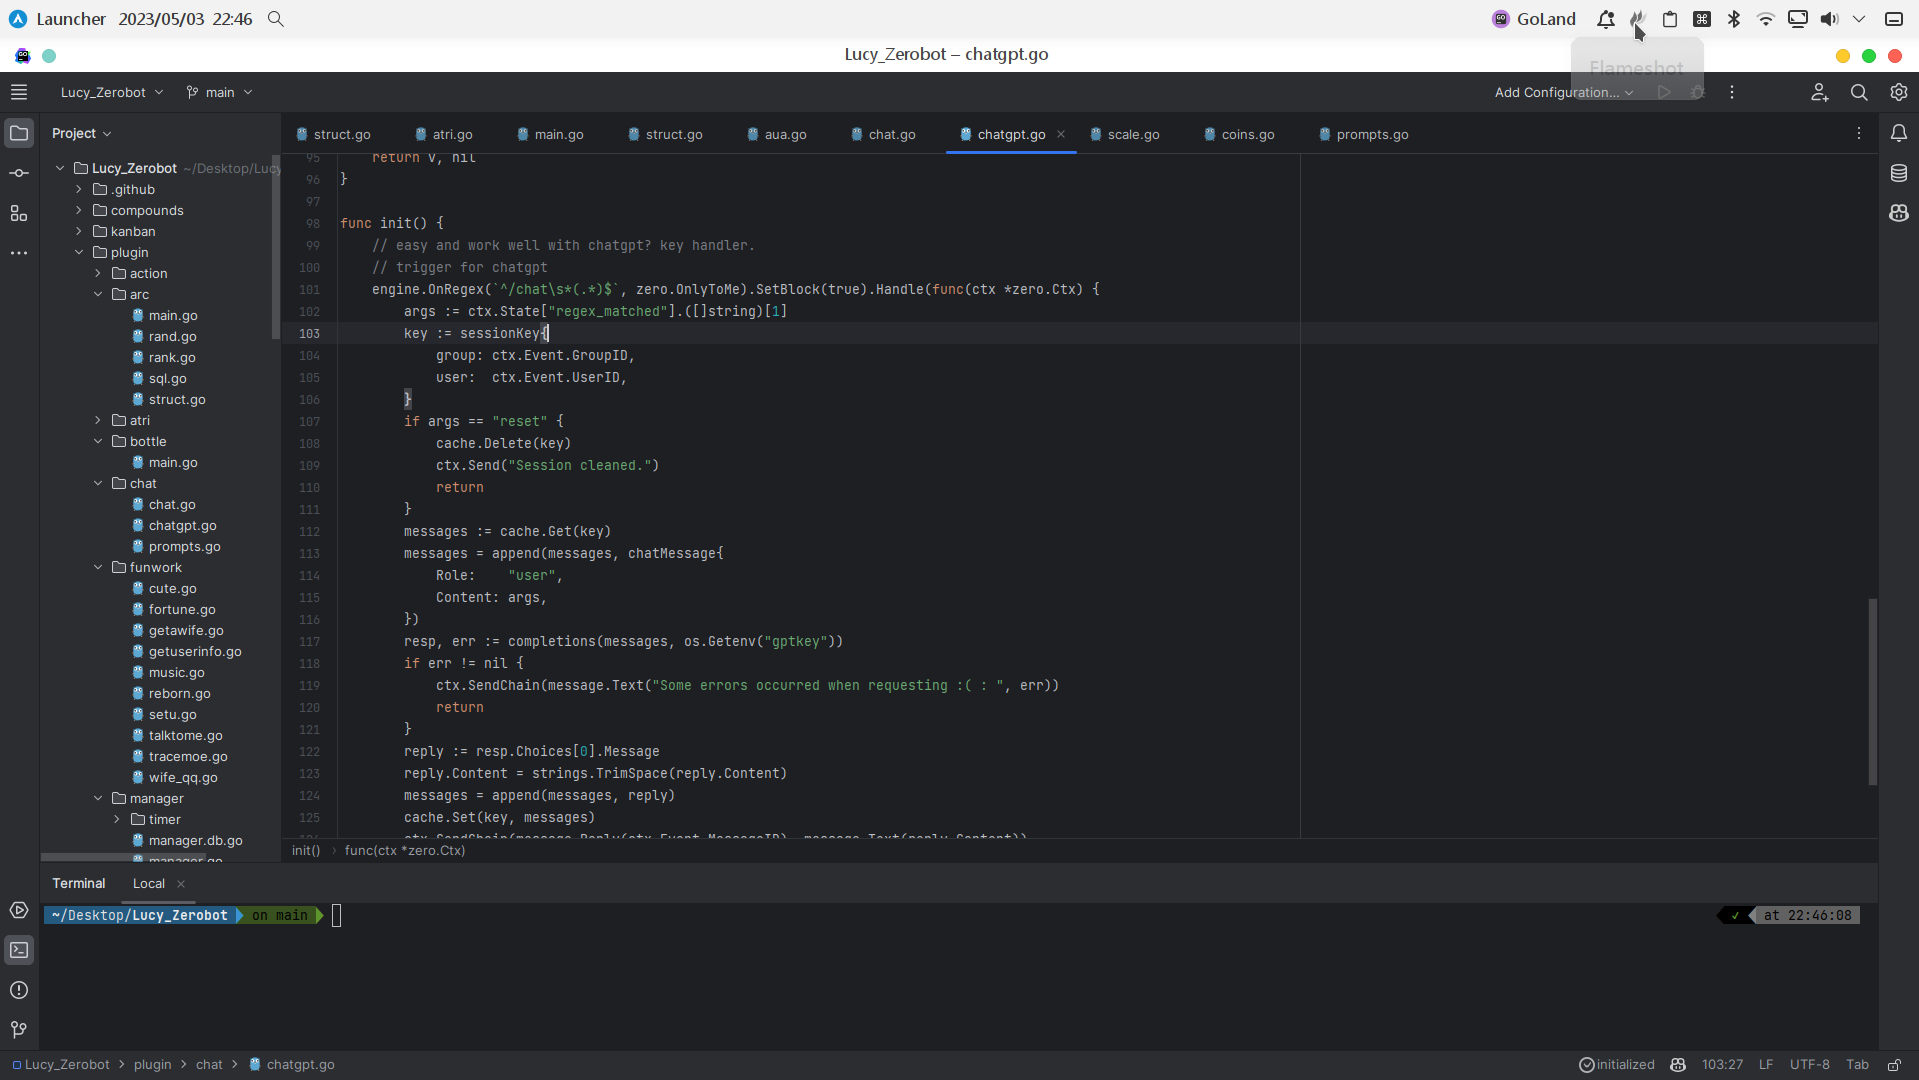 Launcher 2023/05/03 22:46
GoLand
Lucy_Zerobot – chatgpt.go
Flameshot
Lucy_Zerobot main
Add Configuration...
Project
struct.go atri.go main.go struct.go aua.go chat.go chatgpt.go scale.go coins.go prompts.go
Lucy_Zerobot ~/Desktop/Lucy
.github
compounds
kanban
plugin
action
arc
main.go
rand.go
rank.go
sql.go
struct.go
atri
bottle
main.go
chat
chat.go
chatgpt.go
prompts.go
funwork
cute.go
fortune.go
getawife.go
getuserinfo.go
music.go
reborn.go
setu.go
talktome.go
tracemoe.go
wife_qq.go
manager
timer
manager.db.go
manager.go
95 return v, nil
96 }
97
98 func init() {
99 // easy and work well with chatgpt? key handler.
100 // trigger for chatgpt
101 engine.OnRegex(`^/chat\s*(.*)$`, zero.OnlyToMe).SetBlock(true).Handle(func(ctx *zero.Ctx) {
102 args := ctx.State["regex_matched"].([]string)[1]
103 key := sessionKey{
104 group: ctx.Event.GroupID,
105 user:  ctx.Event.UserID,
106 }
107 if args == "reset" {
108 cache.Delete(key)
109 ctx.Send("Session cleaned.")
110 return
111 }
112 messages := cache.Get(key)
113 messages = append(messages, chatMessage{
114 Role:    "user",
115 Content: args,
116 })
117 resp, err := completions(messages, os.Getenv("gptkey"))
118 if err != nil {
119 ctx.SendChain(message.Text("Some errors occurred when requesting :( : ", err))
120 return
121 }
122 reply := resp.Choices[0].Message
123 reply.Content = strings.TrimSpace(reply.Content)
124 messages = append(messages, reply)
125 cache.Set(key, messages)
126 ctx.SendChain(message.Reply(ctx.Event.MessageID), message.Text(reply.Content))
init() › func(ctx *zero.Ctx)
Terminal Local
~/Desktop/Lucy_Zerobot on main
✓ at 22:46:08
Lucy_Zerobot > plugin > chat > chatgpt.go
initialized 103:27 LF UTF-8 Tab